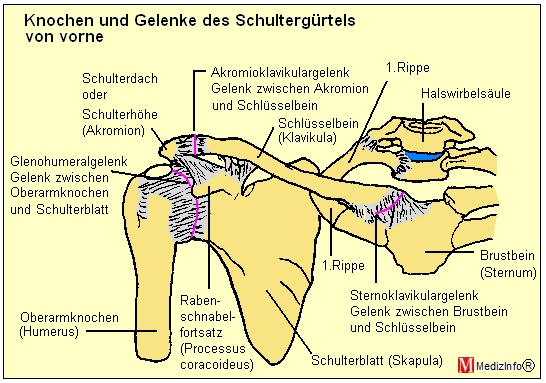 Knochen und Gelenke des Schultergürtels
von vorne
Schulterdach
oder
Schulterhöhe
(Akromion)
Akromioklavikulargelenk
Gelenk zwischen Akromion
und Schlüsselbein
1.Rippe
Halswirbelsäule
Schlüsselbein
(Klavikula)
Glenohumeralgelenk
Gelenk zwischen
Oberarmknochen
und Schulterblatt
Brustbein
(Sternum)
1.Rippe
Sternoklavikulargelenk
Gelenk zwischen Brustbein
und Schlüsselbein
Raben-
schnabel-
fortsatz
(Processus
coracoideus)
Oberarmknochen
(Humerus)
Schulterblatt (Skapula)
M MedizInfo®